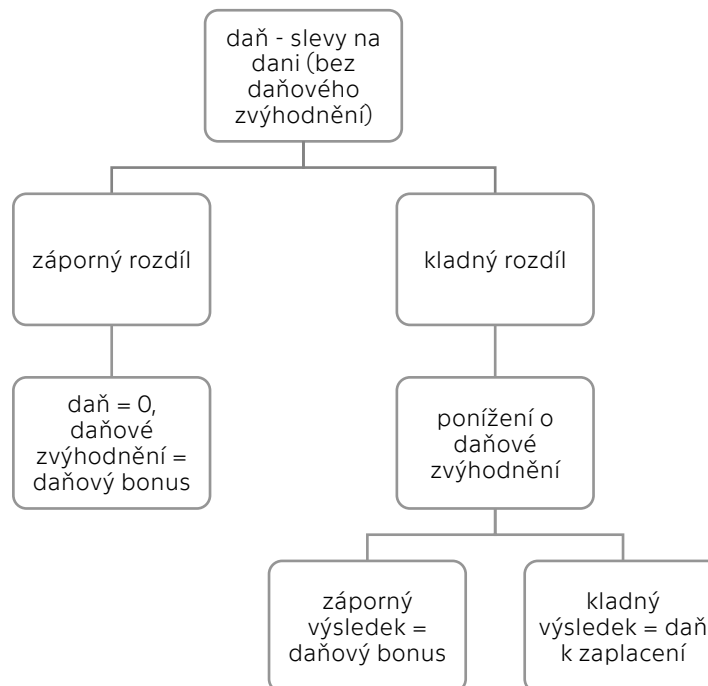 daň - slevy na
dani (bez
daňového
zvýhodnění)
záporný rozdíl
kladný rozdíl
daň = 0,
daňové
zvýhodnění =
daňový bonus
ponížení o
daňové
zvýhodnění
záporný
výsledek =
daňový bonus
kladný
výsledek = daň
k zaplacení